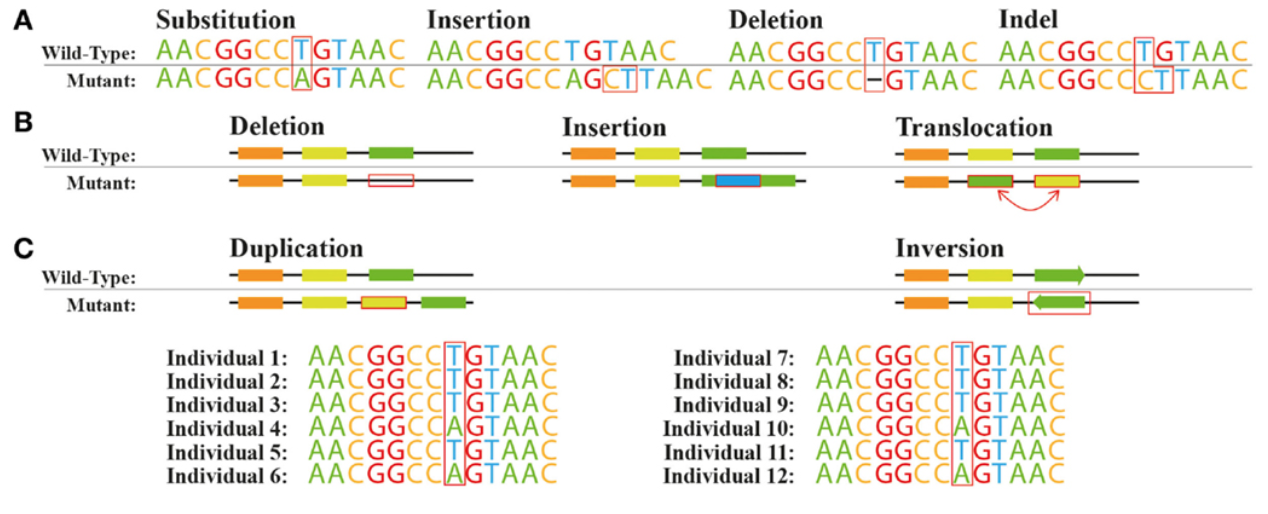 A
Substitution Insertion Deletion Indel
Wild-Type: AACGGCCTGTAAC AACGGCCTGTAAC AACGGCCTGTAAC AACGGCCTGTAAC
Mutant: AACGGCCAGTAAC AACGGCCAGCTTAAC AACGGCC–GTAAC AACGGCCCTTAAC
B
Deletion Insertion Translocation
Wild-Type:
Mutant:
C
Duplication Inversion
Wild-Type:
Mutant:
Individual 1: AACGGCCTGTAAC Individual 7: AACGGCCTGTAAC
Individual 2: AACGGCCTGTAAC Individual 8: AACGGCCTGTAAC
Individual 3: AACGGCCTGTAAC Individual 9: AACGGCCTGTAAC
Individual 4: AACGGCCAGTAAC Individual 10: AACGGCCAGTAAC
Individual 5: AACGGCCTGTAAC Individual 11: AACGGCCTGTAAC
Individual 6: AACGGCCAGTAAC Individual 12: AACGGCCAGTAAC